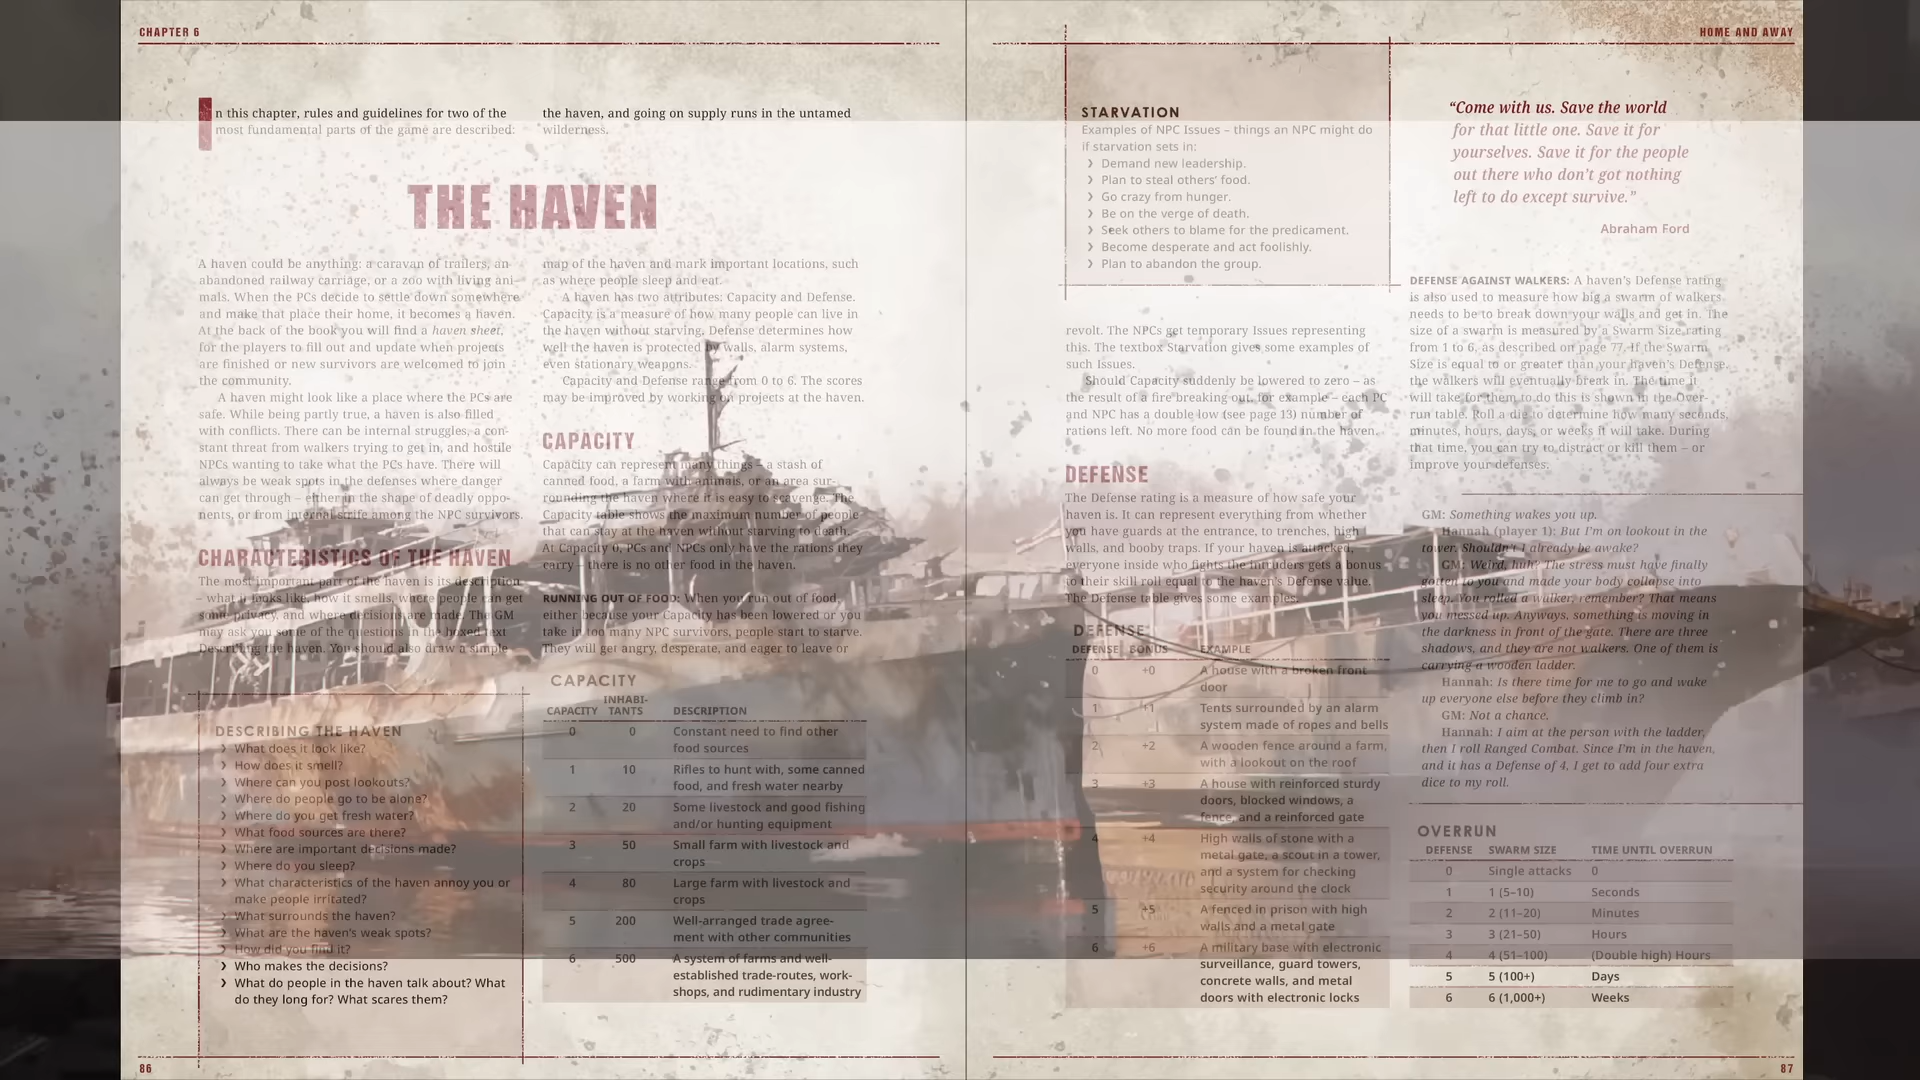 CHAPTER 6
n this chapter, rules and guidelines for two of the
most fundamental parts of the game are described:
the haven, and going on supply runs in the untamed
wilderness.
THE HAVEN
A haven could be anything: a caravan of trailers, an
abandoned railway carriage, or a zoo with living ani-
mals. When the PCs decide to settle down somewhere
and make that place their home, it becomes a haven.
At the back of the book you will find a haven sheet,
for the players to fill out and update when projects
are finished or new survivors are welcomed to join
the community.
A haven might look like a place where the PCs are
safe. While being partly true, a haven is also filled
with conflicts. There can be internal struggles, a con-
stant threat from walkers trying to get in, and hostile
NPCs wanting to take what the PCs have. There will
always be weak spots in the defenses where danger
can get through – either in the shape of deadly oppo-
nents, or from internal strife among the NPC survivors.
CHARACTERISTICS OF THE HAVEN
The most important part of the haven is its description
– what it looks like, how it smells, where people can get
some privacy, and where decisions are made. The GM
may ask you some of the questions in the boxed text
Describing the haven. You should also draw a simple
DESCRIBING THE HAVEN
❯ What does it look like?
❯ How does it smell?
❯ Where can you post lookouts?
❯ Where do people go to be alone?
❯ Where do you get fresh water?
❯ What food sources are there?
❯ Where are important decisions made?
❯ Where do you sleep?
❯ What characteristics of the haven annoy you or
make people irritated?
❯ What surrounds the haven?
❯ What are the haven's weak spots?
❯ How did you find it?
❯ Who makes the decisions?
❯ What do people in the haven talk about? What
do they long for? What scares them?
map of the haven and mark important locations, such
as where people sleep and eat.
A haven has two attributes: Capacity and Defense.
Capacity is a measure of how many people can live in
the haven without starving. Defense determines how
well the haven is protected by walls, alarm systems,
even stationary weapons.
Capacity and Defense range from 0 to 6. The scores
may be improved by working on projects at the haven.
CAPACITY
Capacity can represent many things – a stash of
canned food, a farm with animals, or an area sur-
rounding the haven where it is easy to scavenge. The
Capacity table shows the maximum number of people
that can stay at the haven without starving to death.
At Capacity 0, PCs and NPCs only have the rations they
carry – there is no other food in the haven.
RUNNING OUT OF FOOD: When you run out of food,
either because your Capacity has been lowered or you
take in too many NPC survivors, people start to starve.
They will get angry, desperate, and eager to leave or
CAPACITY
CAPACITY INHABI-TANTS DESCRIPTION
0 0 Constant need to find other
food sources
1 10 Rifles to hunt with, some canned
food, and fresh water nearby
2 20 Some livestock and good fishing
and/or hunting equipment
3 50 Small farm with livestock and
crops
4 80 Large farm with livestock and
crops
5 200 Well-arranged trade agree-
ment with other communities
6 500 A system of farms and well-
established trade-routes, work-
shops, and rudimentary industry
86
HOME AND AWAY
STARVATION
Examples of NPC Issues – things an NPC might do
if starvation sets in:
❯ Demand new leadership.
❯ Plan to steal others' food.
❯ Go crazy from hunger.
❯ Be on the verge of death.
❯ Seek others to blame for the predicament.
❯ Become desperate and act foolishly.
❯ Plan to abandon the group.
revolt. The NPCs get temporary Issues representing
this. The textbox Starvation gives some examples of
such Issues.
Should Capacity suddenly be lowered to zero – as
the result of a fire breaking out, for example – each PC
and NPC has a double low (see page 13) number of
rations left. No more food can be found in the haven.
DEFENSE
The Defense rating is a measure of how safe your
haven is. It can represent everything from whether
you have guards at the entrance, to trenches, high
walls, and booby traps. If your haven is attacked,
everyone inside who fights the intruders gets a bonus
to their skill roll equal to the haven's Defense value.
The Defense table gives some examples.
DEFENSE
DEFENSE BONUS EXAMPLE
0 +0 A house with a broken front
door
1 +1 Tents surrounded by an alarm
system made of ropes and bells
2 +2 A wooden fence around a farm,
with a lookout on the roof
3 +3 A house with reinforced sturdy
doors, blocked windows, a
fence, and a reinforced gate
4 +4 High walls of stone with a
metal gate, a scout in a tower,
and a system for checking
security around the clock
5 +5 A fenced in prison with high
walls and a metal gate
6 +6 A military base with electronic
surveillance, guard towers,
concrete walls, and metal
doors with electronic locks
“Come with us. Save the world
for that little one. Save it for
yourselves. Save it for the people
out there who don't got nothing
left to do except survive.”
Abraham Ford
DEFENSE AGAINST WALKERS: A haven's Defense rating
is also used to measure how big a swarm of walkers
needs to be to break down your walls and get in. The
size of a swarm is measured by a Swarm Size rating
from 1 to 6, as described on page 77. If the Swarm
Size is equal to or greater than your haven's Defense,
the walkers will eventually break in. The time it
will take for them to do this is shown in the Over-
run table. Roll a die to determine how many seconds,
minutes, hours, days, or weeks it will take. During
that time, you can try to distract or kill them – or
improve your defenses.
GM: Something wakes you up.
Hannah (player 1): But I'm on lookout in the
tower. Shouldn't I already be awake?
GM: Weird, huh? The stress must have finally
gotten to you and made your body collapse into
sleep. You rolled a walker, remember? That means
you messed up. Anyways, something is moving in
the darkness in front of the gate. There are three
shadows, and they are not walkers. One of them is
carrying a wooden ladder.
Hannah: Is there time for me to go and wake
up everyone else before they climb in?
GM: Not a chance.
Hannah: I aim at the person with the ladder,
then I roll Ranged Combat. Since I'm in the haven,
and it has a Defense of 4, I get to add four extra
dice to my roll.
OVERRUN
DEFENSE SWARM SIZE TIME UNTIL OVERRUN
0 Single attacks 0
1 1 (5–10) Seconds
2 2 (11–20) Minutes
3 3 (21–50) Hours
4 4 (51–100) (Double high) Hours
5 5 (100+) Days
6 6 (1,000+) Weeks
87